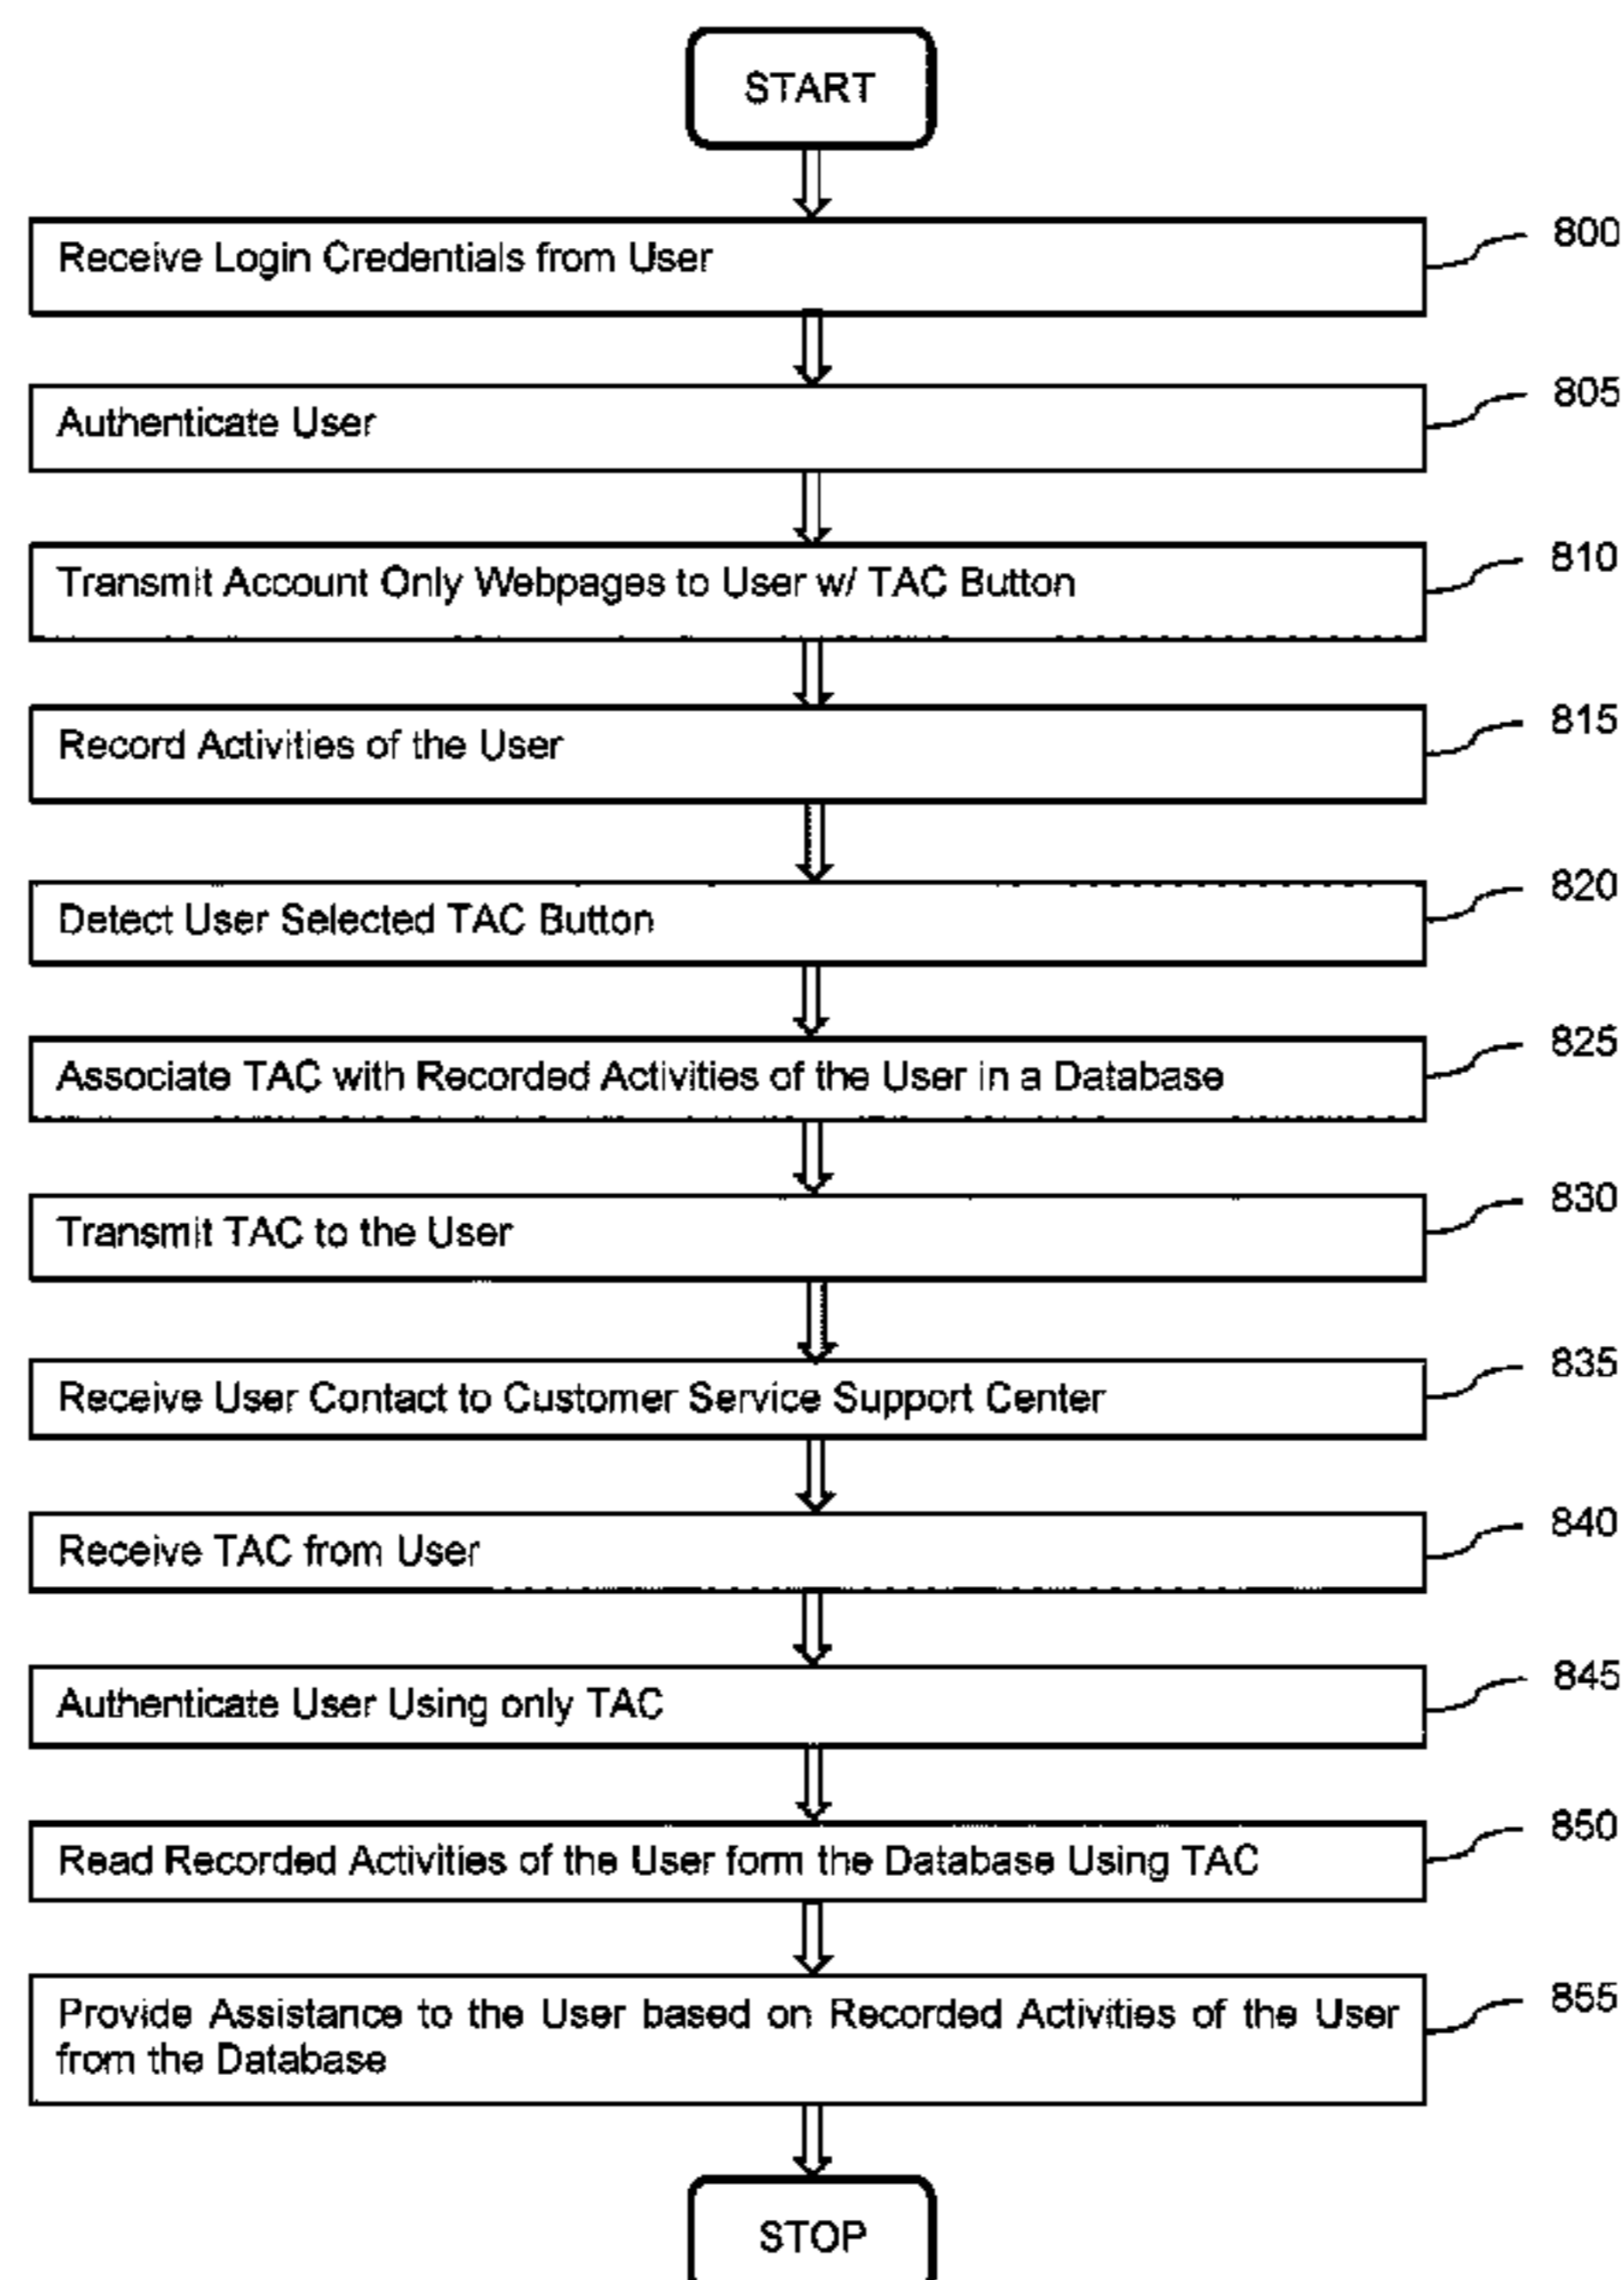 START
Receive Login Credentials from User
800
Authenticate User
805
Transmit Account Only Webpages to User w/ TAC Button
810
Record Activities of the User
815
Detect User Selected TAC Button
820
Associate TAC with Recorded Activities of the User in a Database
825
Transmit TAC to the User
830
Receive User Contact to Customer Service Support Center
835
Receive TAC from User
840
Authenticate User Using only TAC
845
Read Recorded Activities of the User form the Database Using TAC
850
Provide Assistance to the User based on Recorded Activities of the User
from the Database
855
STOP